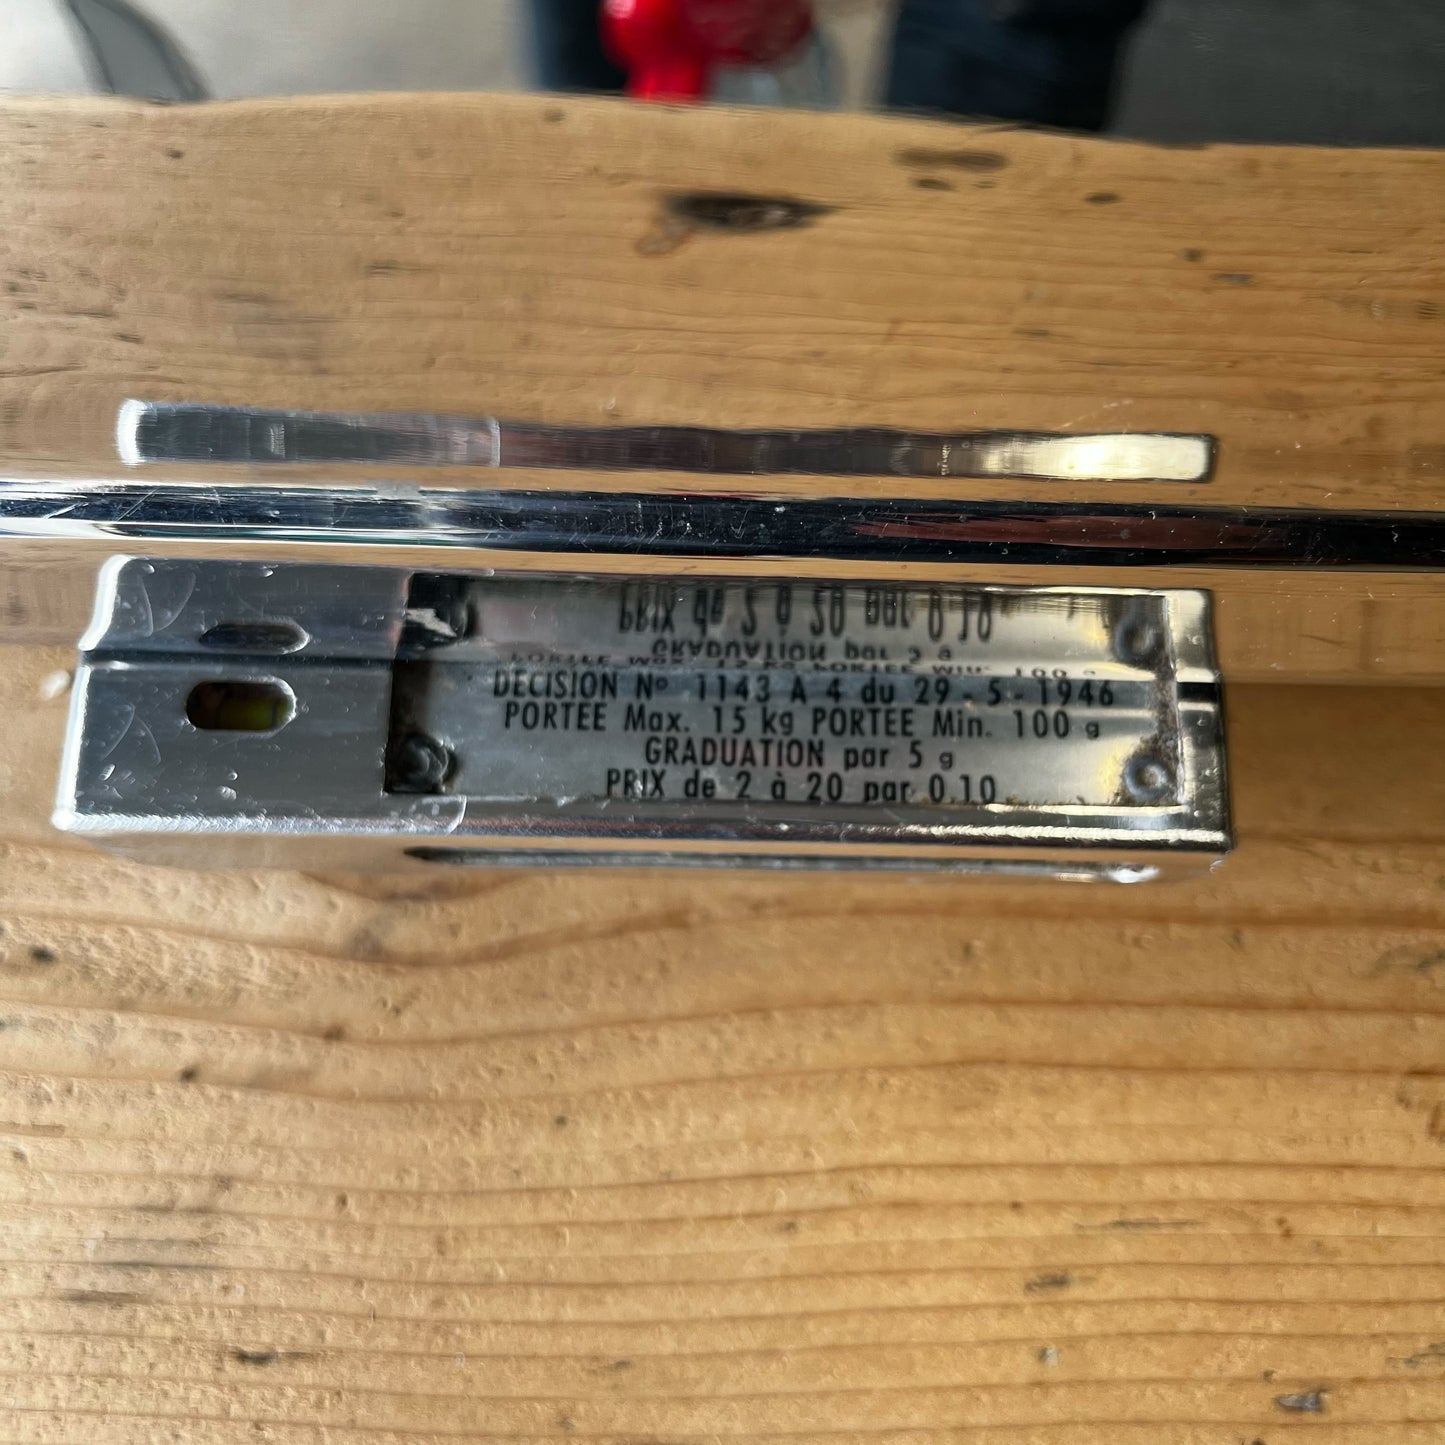 DECISION Nº 1143 A 4 du 29-5-1946
PORTEE Max. 15 kg PORTEE Min. 100 g
GRADUATION par 5 g
PRIX de 2 à 20 par 0.10